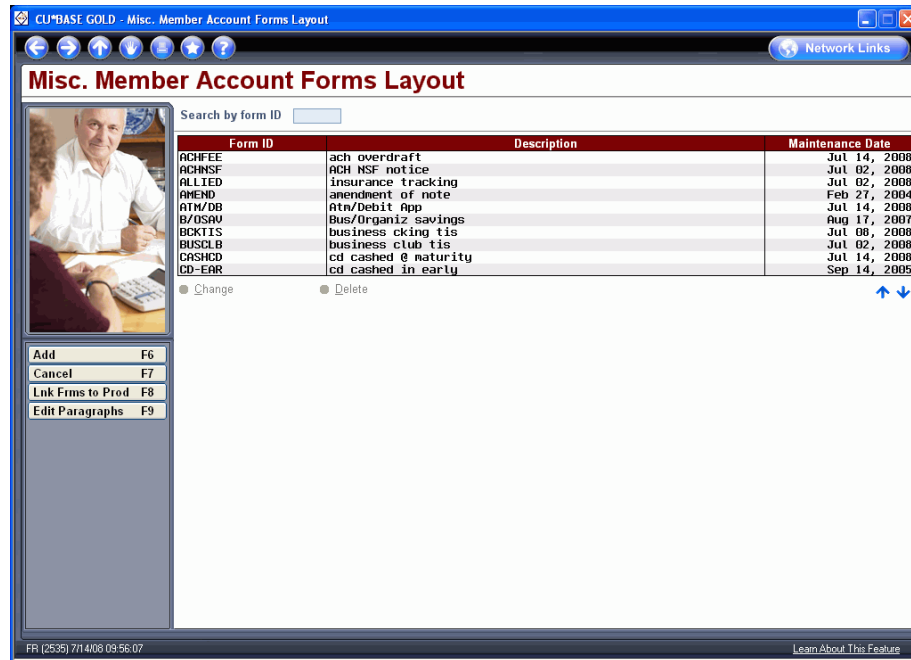 CU*BASE GOLD - Misc. Member Account Forms Layout
Network Links
Misc. Member Account Forms Layout
Search by form ID
Form ID Description Maintenance Date
ACHFEE ach overdraft Jul 14, 2008
ACHNSF ACH NSF notice Jul 02, 2008
ALLIED insurance tracking Jul 02, 2008
AMEND amendment of note Feb 27, 2004
ATM/DB Atm/Debit App Jul 14, 2008
B/OSAV Bus/Organiz savings Aug 17, 2007
BCKTIS business cking tis Jul 08, 2008
BUSCLB business club tis Jul 02, 2008
CASHCD cd cashed @ maturity Jul 14, 2008
CD-EAR cd cashed in early Sep 14, 2005
Change Delete
Add F6
Cancel F7
Lnk Frms to Prod F8
Edit Paragraphs F9
FR (2535) 7/14/08 09:56:07 Learn About This Feature